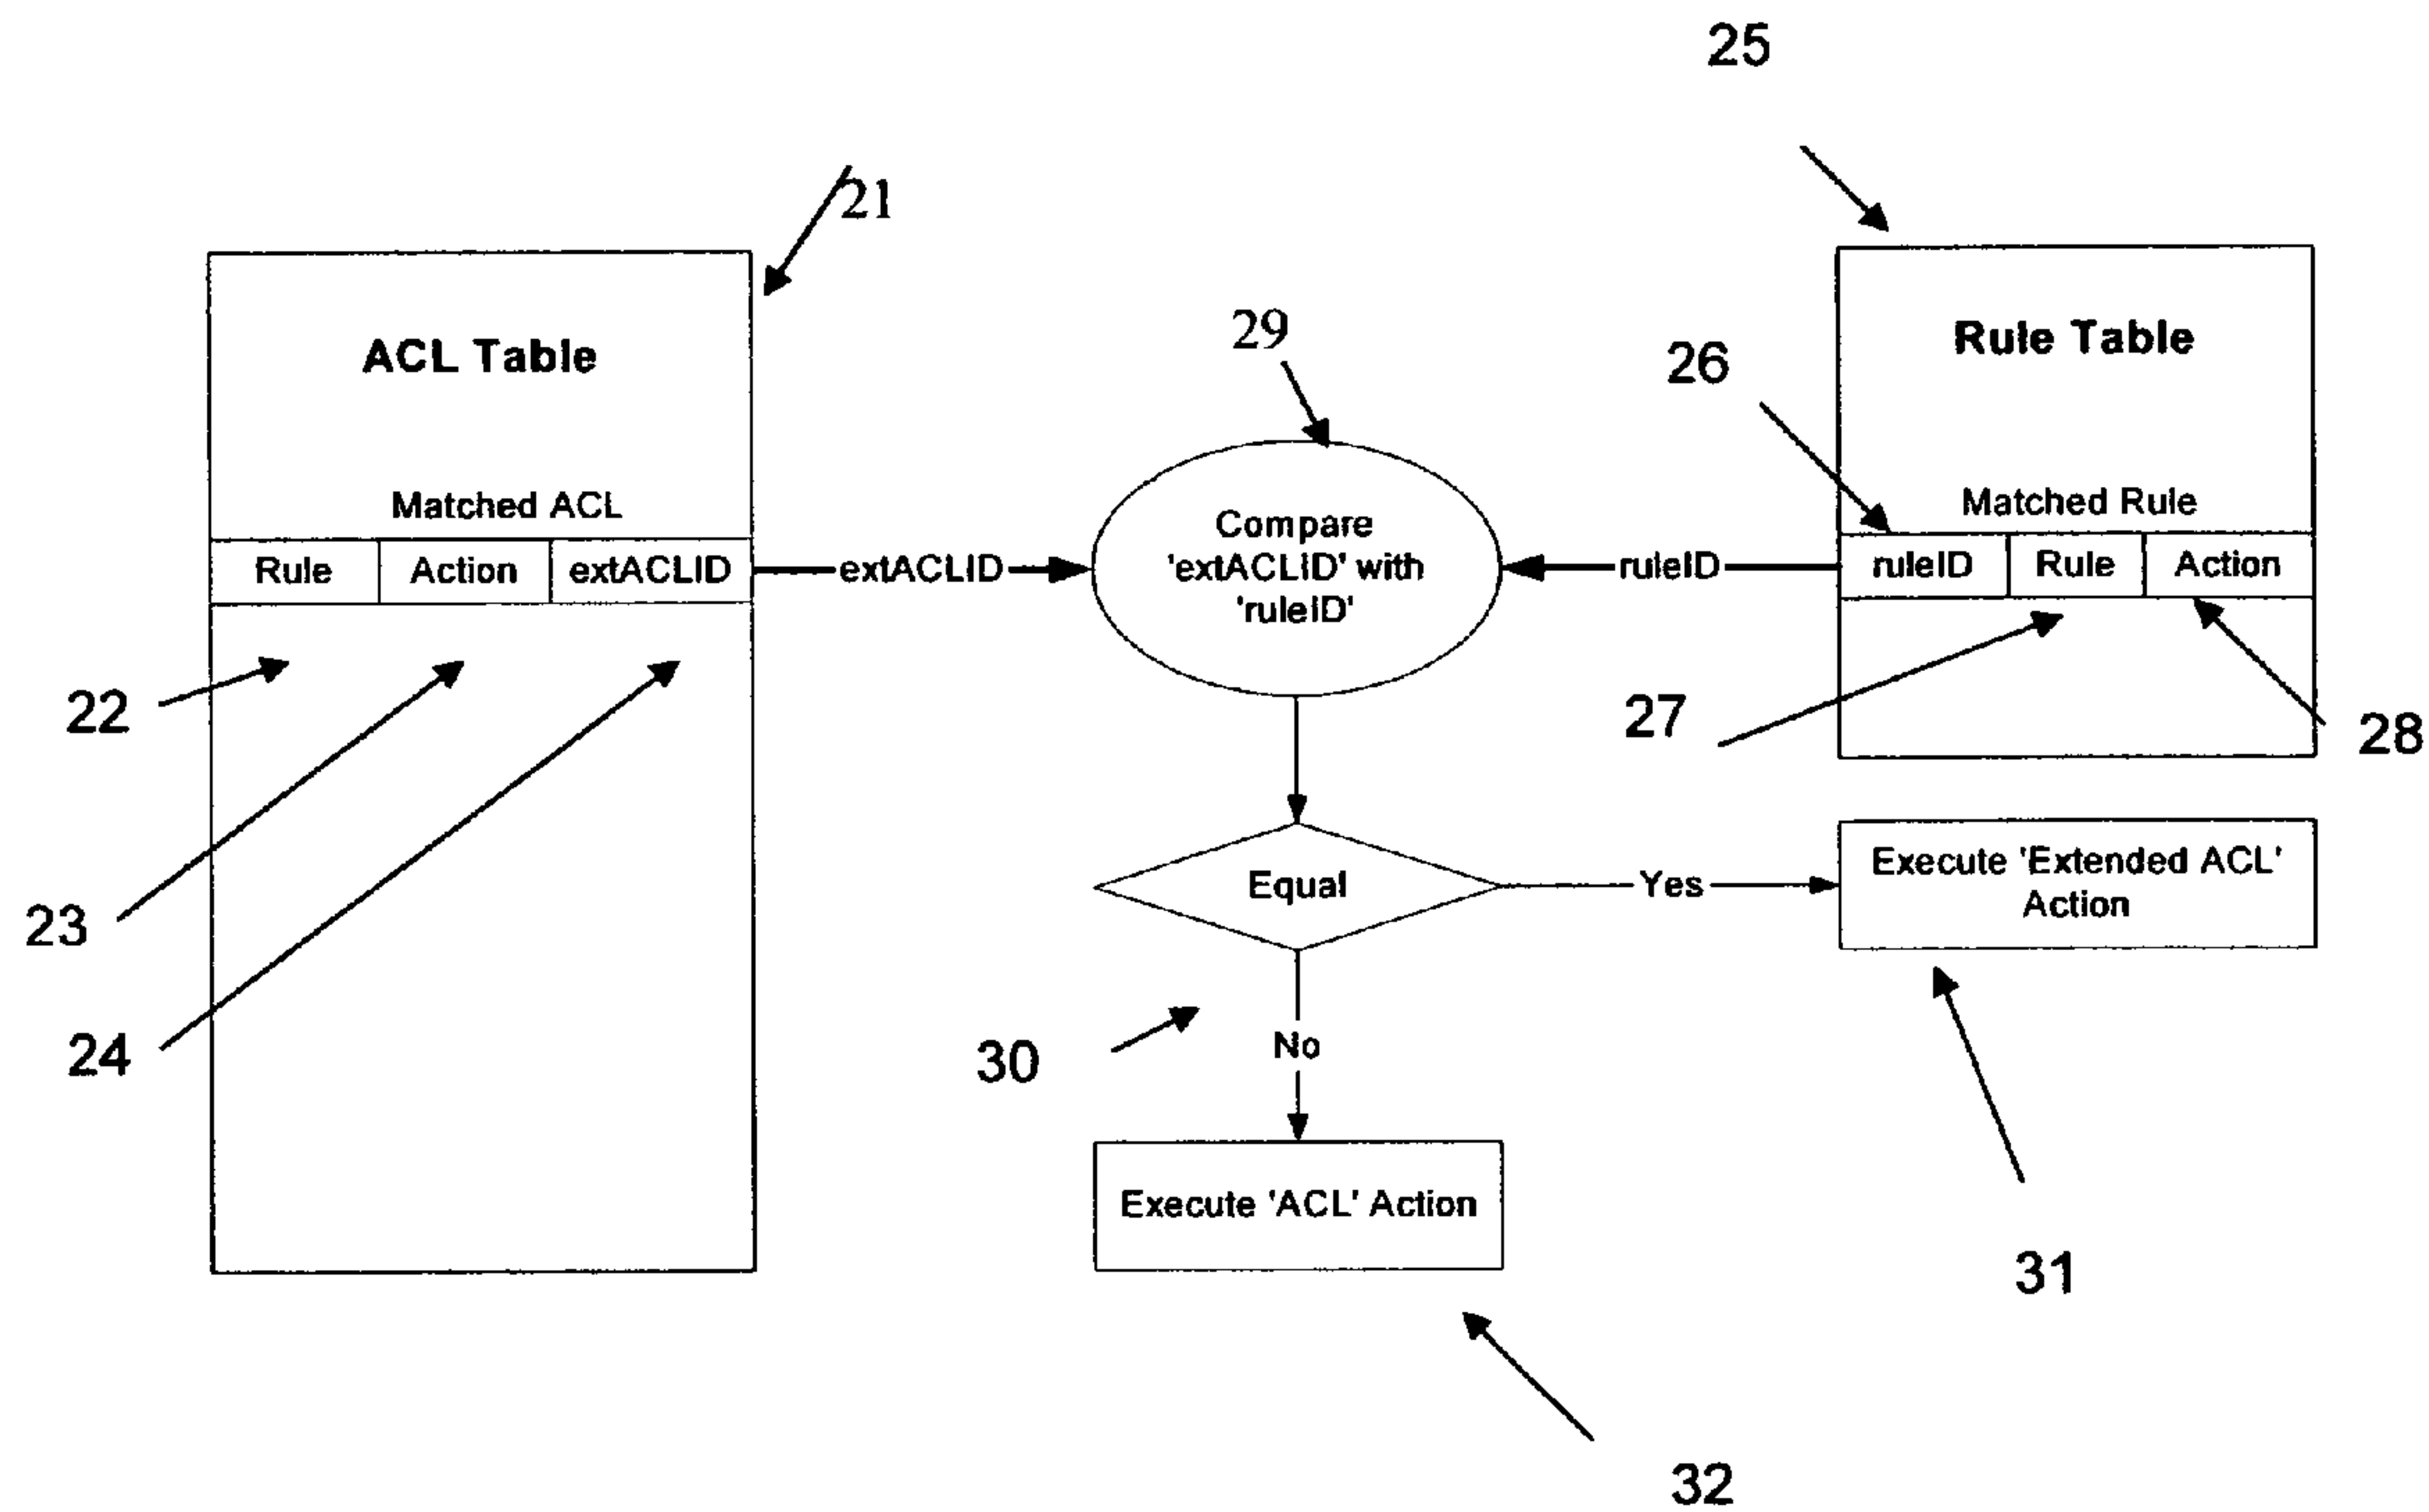 25
21
ACL Table
29
Rule Table
26
Matched ACL
Matched Rule
Rule Action extACLID
extACLID
Compare
'extACLID' with
'ruleID'
ruleID
ruleID Rule Action
22
27
28
23
Equal
Yes
Execute 'Extended ACL'
Action
24
30
No
Execute 'ACL' Action
31
32